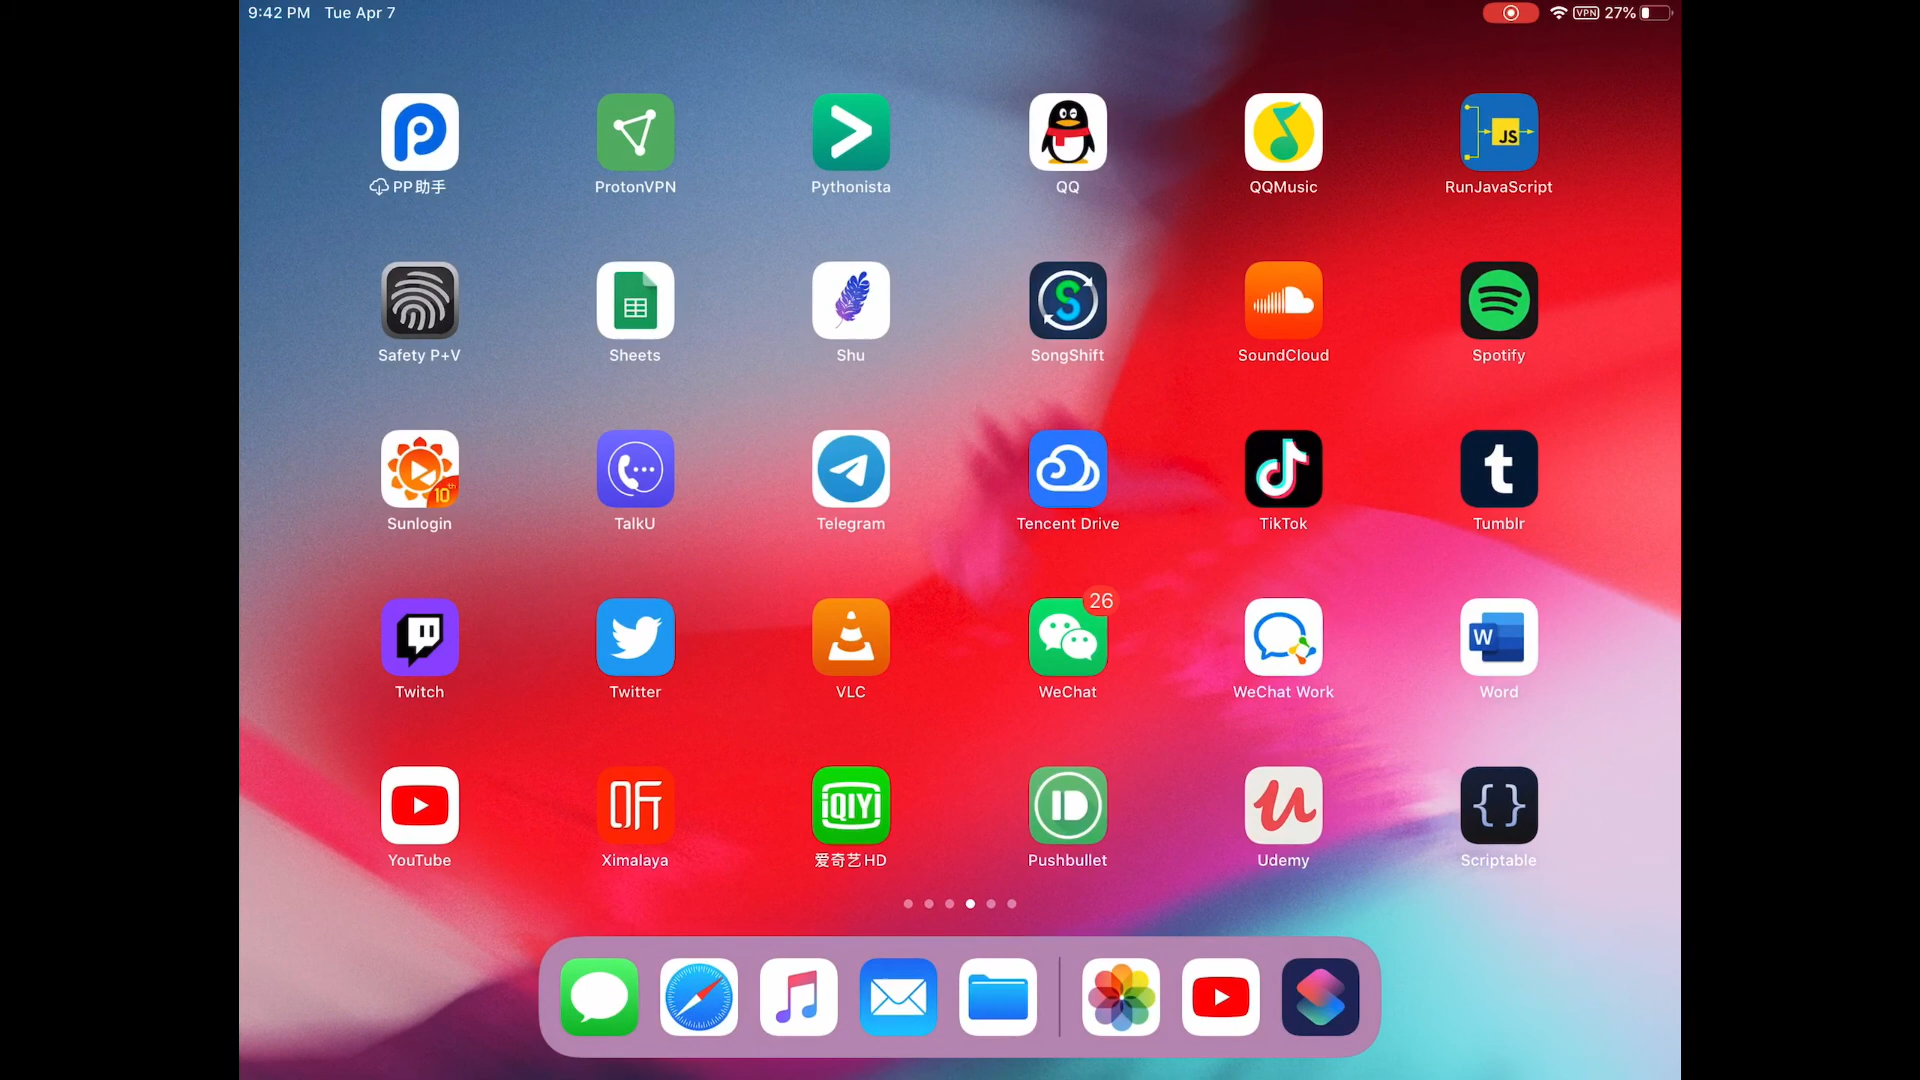 9:42 PM Tue Apr 7
VPN 27%
PP助手
ProtonVPN
Pythonista
QQ
QQMusic
JS
RunJavaScript
Safety P+V
Sheets
Shu
SongShift
SoundCloud
Spotify
10th
Sunlogin
TalkU
Telegram
Tencent Drive
TikTok
t
Tumblr
Twitch
Twitter
VLC
26
WeChat
WeChat Work
W
Word
YouTube
听
Ximalaya
iQIYI
爱奇艺HD
Pushbullet
u
Udemy
{}
Scriptable